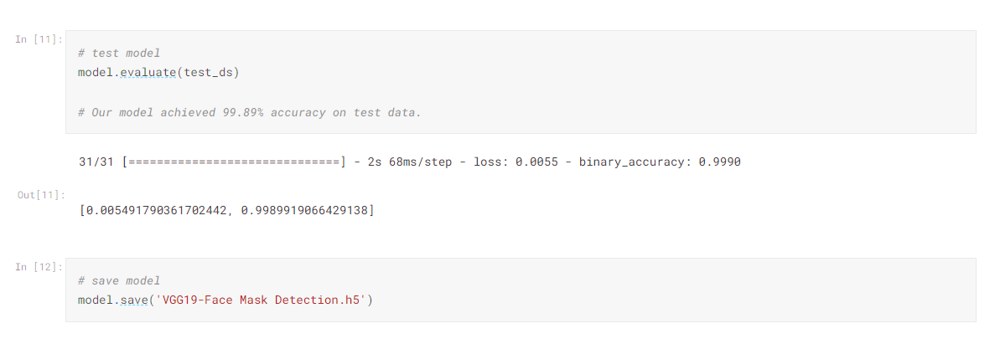 In [11]:
# test model
model.evaluate(test_ds)
# Our model achieved 99.89% accuracy on test data.
31/31 [==============================] - 2s 68ms/step - loss: 0.0055 - binary_accuracy: 0.9990
Out[11]:
[0.005491790361702442, 0.9989919066429138]
In [12]:
# save model
model.save('VGG19-Face Mask Detection.h5')